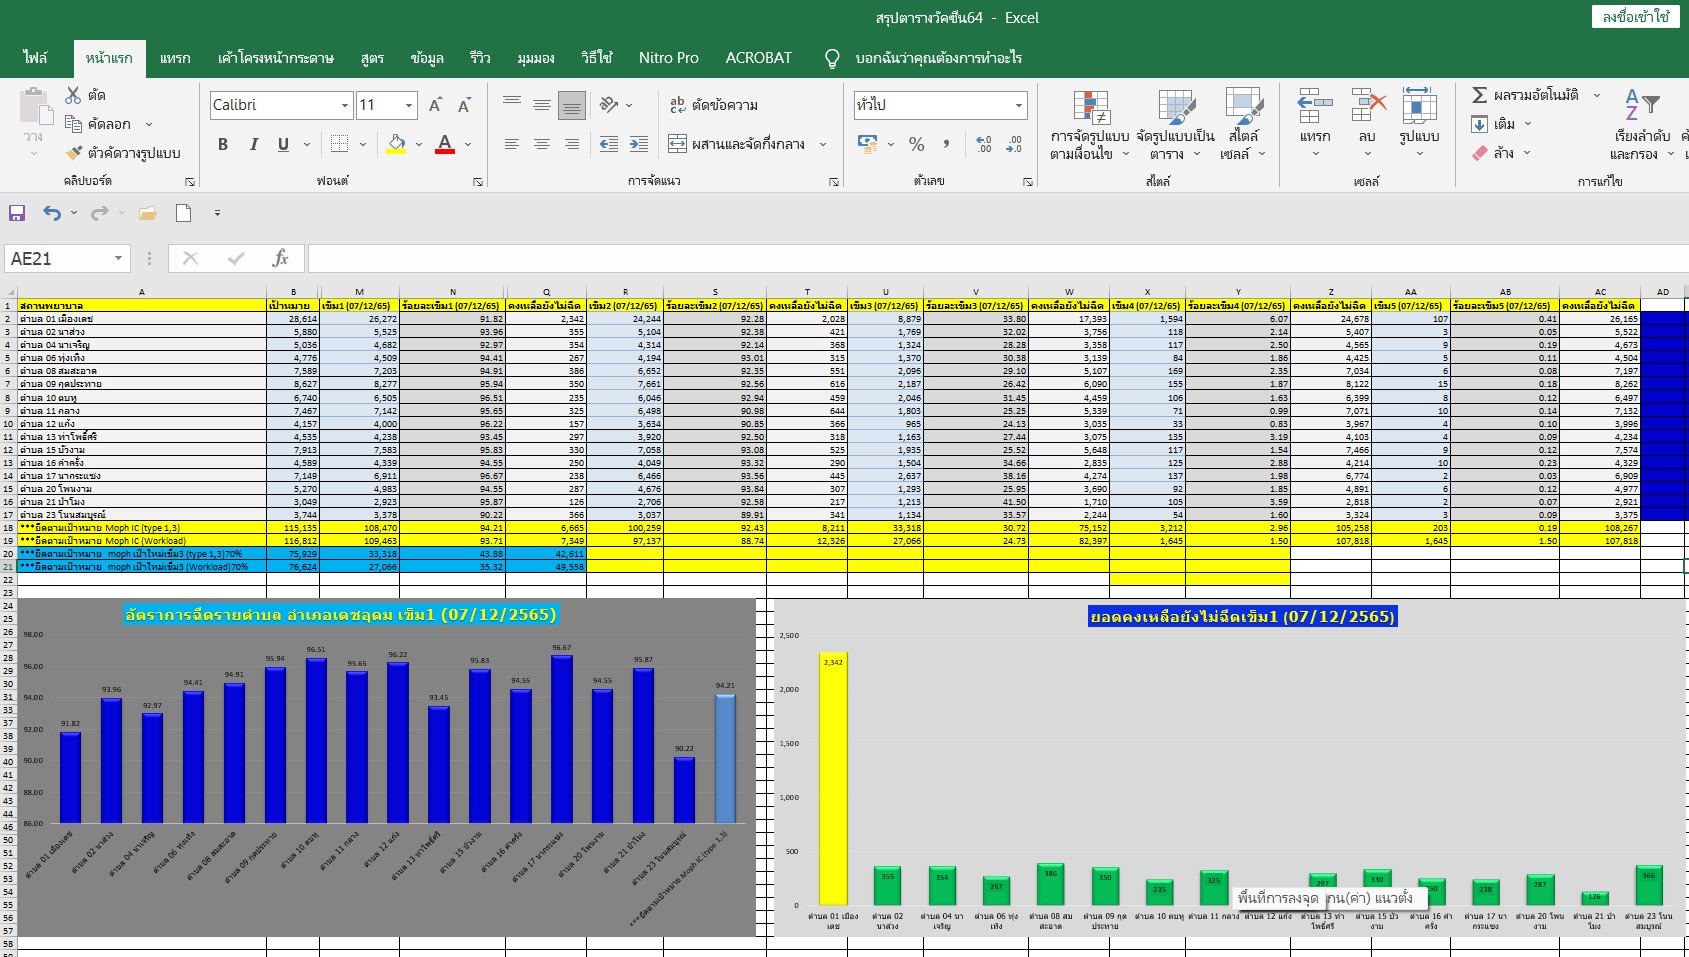 สรุปตารางวัคซีน64 - Excel
ลงชื่อเข้าใช้
ไฟล์ หน้าแรก แทรก เค้าโครงหน้ากระดาษ สูตร ข้อมูล รีวิว มุมมอง วิธีใช้ Nitro Pro ACROBAT บอกฉันว่าคุณต้องการทำอะไร
วาง ตัด คัดลอก ตัวคัดวางรูปแบบ คลิปบอร์ด
Calibri 11 B I U ฟอนต์
ตัดข้อความ ผสานและจัดกึ่งกลาง การจัดแนว
ทั่วไป % ตัวเลข
การจัดรูปแบบตามเงื่อนไข จัดรูปแบบเป็นตาราง สไตล์เซลล์ สไตล์
แทรก ลบ รูปแบบ เซลล์
ผลรวมอัตโนมัติ เติม ล้าง เรียงลำดับและกรอง การแก้ไข
AE21 fx
A B M N Q R S T U V W X Y Z AA AB AC AD
1 สถานพยาบาล เป้าหมาย เข็ม1 (07/12/65) ร้อยละเข็ม1 (07/12/65) คงเหลือยังไม่ฉีด เข็ม2 (07/12/65) ร้อยละเข็ม2 (07/12/65) คงเหลือยังไม่ฉีด เข็ม3 (07/12/65) ร้อยละเข็ม3 (07/12/65) คงเหลือยังไม่ฉีด เข็ม4 (07/12/65) ร้อยละเข็ม4 (07/12/65) คงเหลือยังไม่ฉีด เข็ม5 (07/12/65) ร้อยละเข็ม5 (07/12/65) คงเหลือยังไม่ฉีด
2 ตำบล 01 เมืองเดช 28,614 26,272 91.82 2,342 24,244 92.28 2,028 8,879 33.80 17,393 1,594 6.07 24,678 107 0.41 26,165
3 ตำบล 02 นาส่วง 5,880 5,525 93.96 355 5,104 92.38 421 1,769 32.02 3,756 118 2.14 5,407 3 0.05 5,522
4 ตำบล 04 นาเจริญ 5,036 4,682 92.97 354 4,314 92.14 368 1,324 28.28 3,358 117 2.50 4,565 9 0.19 4,673
5 ตำบล 06 ทุ่งเทิง 4,776 4,509 94.41 267 4,194 93.01 315 1,370 30.38 3,139 84 1.86 4,425 5 0.11 4,504
6 ตำบล 08 สมสะอาด 7,589 7,203 94.91 386 6,652 92.35 551 2,096 29.10 5,107 169 2.35 7,034 6 0.08 7,197
7 ตำบล 09 กุดประทาย 8,627 8,277 95.94 350 7,661 92.56 616 2,187 26.42 6,090 155 1.87 8,122 15 0.18 8,262
8 ตำบล 10 ตบหู 6,740 6,505 96.51 235 6,046 92.94 459 2,046 31.45 4,459 106 1.63 6,399 8 0.12 6,497
9 ตำบล 11 กลาง 7,467 7,142 95.65 325 6,498 90.98 644 1,803 25.25 5,339 71 0.99 7,071 10 0.14 7,132
10 ตำบล 12 แก้ง 4,157 4,000 96.22 157 3,634 90.85 366 965 24.13 3,035 33 0.83 3,967 4 0.10 3,996
11 ตำบล 13 ท่าโพธิ์ศรี 4,535 4,238 93.45 297 3,920 92.50 318 1,163 27.44 3,075 135 3.19 4,103 4 0.09 4,234
12 ตำบล 15 บัวงาม 7,913 7,583 95.83 330 7,058 93.08 525 1,935 25.52 5,648 117 1.54 7,466 9 0.12 7,574
13 ตำบล 16 คำครั่ง 4,589 4,339 94.55 250 4,049 93.32 290 1,504 34.66 2,835 125 2.88 4,214 10 0.23 4,329
14 ตำบล 17 นากระแซง 7,149 6,911 96.67 238 6,466 93.56 445 2,637 38.16 4,274 137 1.98 6,774 2 0.03 6,909
15 ตำบล 20 โพนงาม 5,270 4,983 94.55 287 4,676 93.84 307 1,293 25.95 3,690 92 1.85 4,891 6 0.12 4,977
16 ตำบล 21 ป่าโมง 3,049 2,923 95.87 126 2,706 92.58 217 1,213 41.50 1,710 105 3.59 2,818 2 0.07 2,921
17 ตำบล 23 โนนสมบูรณ์ 3,744 3,378 90.22 366 3,037 89.91 341 1,134 33.57 2,244 54 1.60 3,324 3 0.09 3,375
18 ***ยึดตามเป้าหมาย Moph IC (type 1,3) 115,135 108,470 94.21 6,665 100,259 92.43 8,211 33,318 30.72 75,152 3,212 2.96 105,258 203 0.19 108,267
19 ***ยึดตามเป้าหมาย Moph IC (Workload) 116,812 109,463 93.71 7,349 97,137 88.74 12,326 27,066 24.73 82,397 1,645 1.50 107,818 1,645 1.50 107,818
20 ***ยึดตามเป้าหมาย moph เป้าใหม่เข็ม3 (type 1,3)70% 75,929 33,318 43.88 42,611
21 ***ยึดตามเป้าหมาย moph เป้าใหม่เข็ม3 (Workload)70% 76,624 27,066 35.32 49,558
22
23
24
25
26
27
28
29
30
31
33
37
38
39
40
41
42
43
44
46
50
51
52
53
54
55
56
57
58
อัตราการฉีดรายตำบล อำเภอเดชอุดม เข็ม1 (07/12/2565)
98.00
96.00
94.00
92.00
90.00
88.00
86.00
91.82 93.96 92.97 94.41 94.91 95.94 96.51 95.65 96.22 93.45 95.83 94.55 96.67 94.55 95.87 90.22 94.21
ตำบล 01 เมืองเดช ตำบล 02 นาส่วง ตำบล 04 นาเจริญ ตำบล 06 ทุ่งเทิง ตำบล 08 สมสะอาด ตำบล 09 กุดประทาย ตำบล 10 ตบหู ตำบล 11 กลาง ตำบล 12 แก้ง ตำบล 13 ท่าโพธิ์ศรี ตำบล 15 บัวงาม ตำบล 16 คำครั่ง ตำบล 17 นากระแซง ตำบล 20 โพนงาม ตำบล 21 ป่าโมง ตำบล 23 โนนสมบูรณ์ ***ยึดตามเป้าหมาย Moph IC (type 1,3)
ยอดคงเหลือยังไม่ฉีดเข็ม1 (07/12/2565)
2,500
2,000
1,500
1,000
500
0
2,342 355 354 267 386 350 235 325 297 330 250 238 287 126 366
พื้นที่การลงจุด แกน(ค่า) แนวตั้ง
ตำบล 01 เมืองเดช ตำบล 02 นาส่วง ตำบล 04 นาเจริญ ตำบล 06 ทุ่งเทิง ตำบล 08 สมสะอาด ตำบล 09 กุดประทาย ตำบล 10 ตบหู ตำบล 11 กลาง ตำบล 12 แก้ง ตำบล 13 ท่าโพธิ์ศรี ตำบล 15 บัวงาม ตำบล 16 คำครั่ง ตำบล 17 นากระแซง ตำบล 20 โพนงาม ตำบล 21 ป่าโมง ตำบล 23 โนนสมบูรณ์